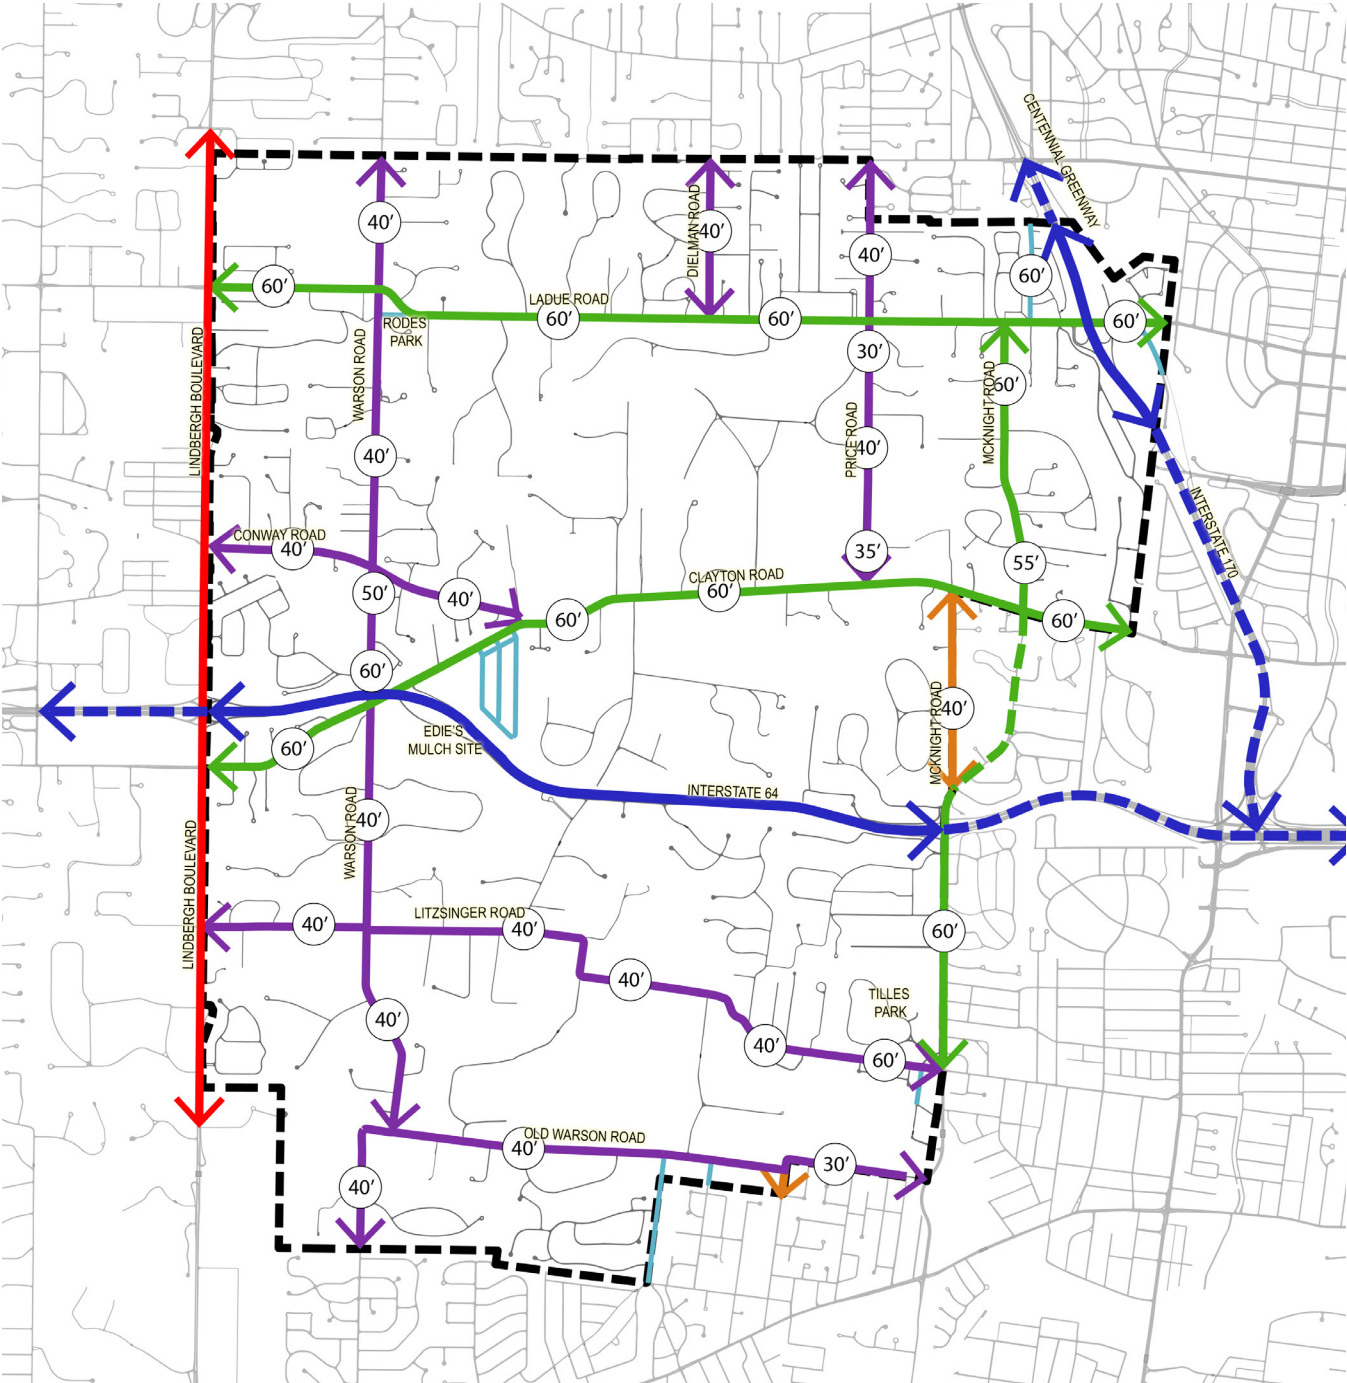 CENTENNIAL GREENWAY
40’
DIELMAN ROAD
40’
40’
60’
60’
LADUE ROAD
60’
60’
60’
RODES
PARK
30’
LINDBERGH BOULEVARD
WARSON ROAD
60’
MCKNIGHT ROAD
40’
PRICE ROAD
40’
INTERSTATE 170
CONWAY ROAD
40’
35’
55’
CLAYTON ROAD
50’
40’
60’
60’
60’
60’
MCKNIGHT ROAD
40’
EDIE’S
MULCH SITE
60’
INTERSTATE 64
WARSON ROAD
40’
LINDBERGH BOULEVARD
40’
LITZSINGER ROAD
40’
60’
40’
TILLES
PARK
40’
40’
60’
OLD WARSON ROAD
40’
30’
40’